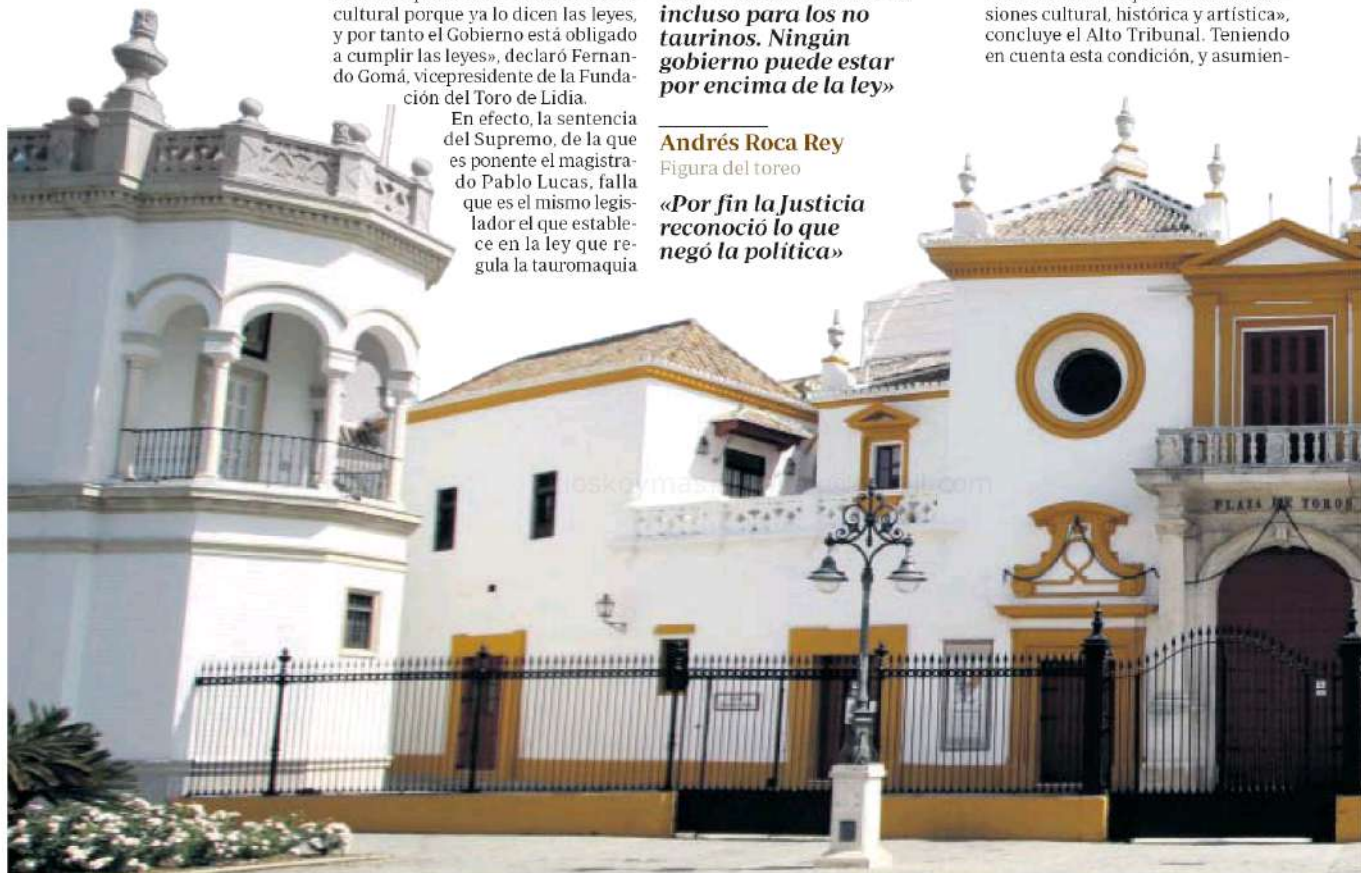 cultural porque ya lo dicen las leyes,
y por tanto el Gobierno está obligado
a cumplir las leyes», declaró Fernan-
do Gomá, vicepresidente de la Funda-
ción del Toro de Lidia.
En efecto, la sentencia
del Supremo, de la que
es ponente el magistra-
do Pablo Lucas, falla
que es el mismo legis-
lador el que estable-
ce en la ley que re-
gula la tauromaquia
incluso para los no
taurinos. Ningún
gobierno puede estar
por encima de la ley»
Andrés Roca Rey
Figura del toreo
«Por fin la Justicia
reconoció lo que
negó la política»
siones cultural, histórica y artística»,
concluye el Alto Tribunal. Teniendo
en cuenta esta condición, y asumien-
PLAZA DE TOROS